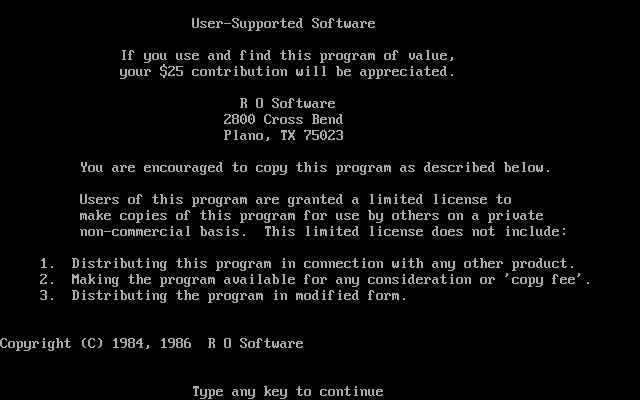 User-Supported Software
If you use and find this program of value,
your $25 contribution will be appreciated.
R O Software
2800 Cross Bend
Plano, TX 75023
You are encouraged to copy this program as described below.
Users of this program are granted a limited license to
make copies of this program for use by others on a private
non-commercial basis.  This limited license does not include:
1.  Distributing this program in connection with any other product.
2.  Making the program available for any consideration or 'copy fee'.
3.  Distributing the program in modified form.
Copyright (C) 1984, 1986  R O Software
Type any key to continue